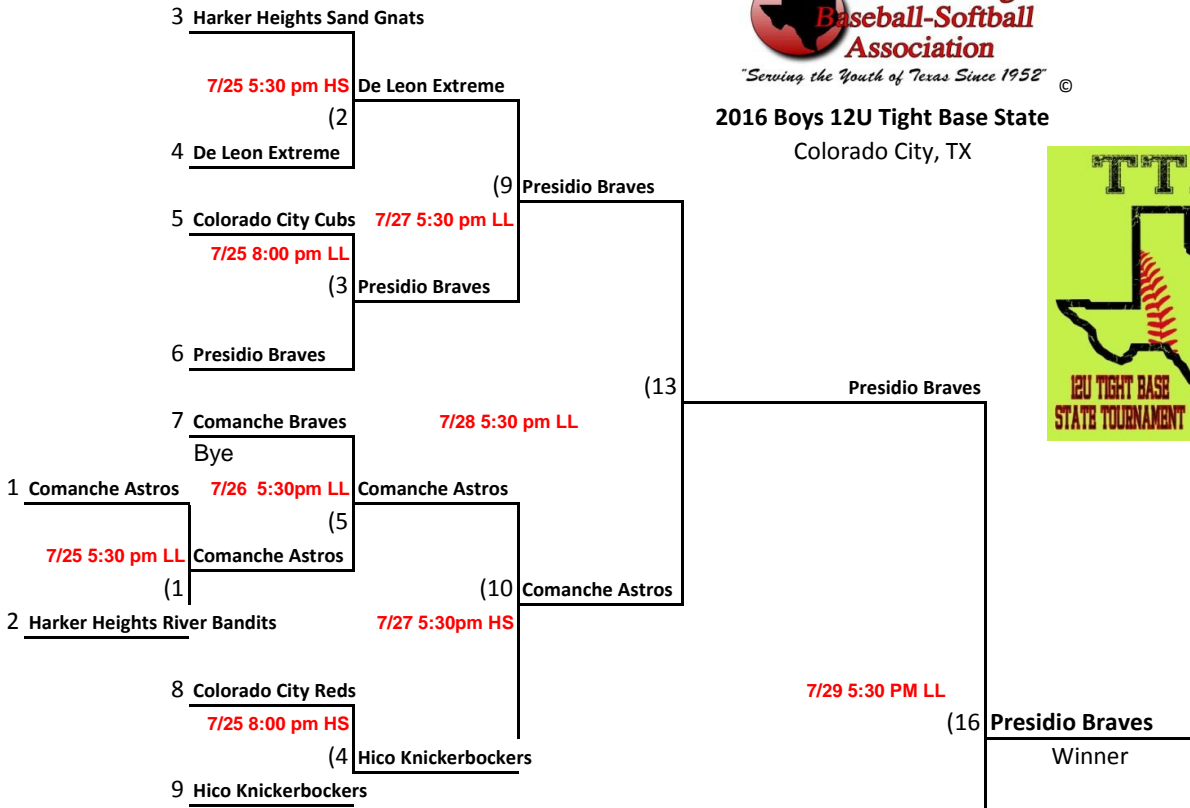 3 Harker Heights Sand Gnats
Baseball-Softball
Association
"Serving the Youth of Texas Since 1952" ©
7/25 5:30 pm HS De Leon Extreme
(2
2016 Boys 12U Tight Base State
4 De Leon Extreme
Colorado City, TX
(9 Presidio Braves
5 Colorado City Cubs 7/27 5:30 pm LL
7/25 8:00 pm LL
(3 Presidio Braves
6 Presidio Braves
(13 Presidio Braves
12U TIGHT BASE
STATE TOURNAMENT
7 Comanche Braves 7/28 5:30 pm LL
Bye
1 Comanche Astros 7/26 5:30pm LL Comanche Astros
(5
7/25 5:30 pm LL Comanche Astros
(1 (10 Comanche Astros
2 Harker Heights River Bandits 7/27 5:30pm HS
8 Colorado City Reds 7/29 5:30 PM LL
7/25 8:00 pm HS (16 Presidio Braves
(4 Hico Knickerbockers Winner
9 Hico Knickerbockers